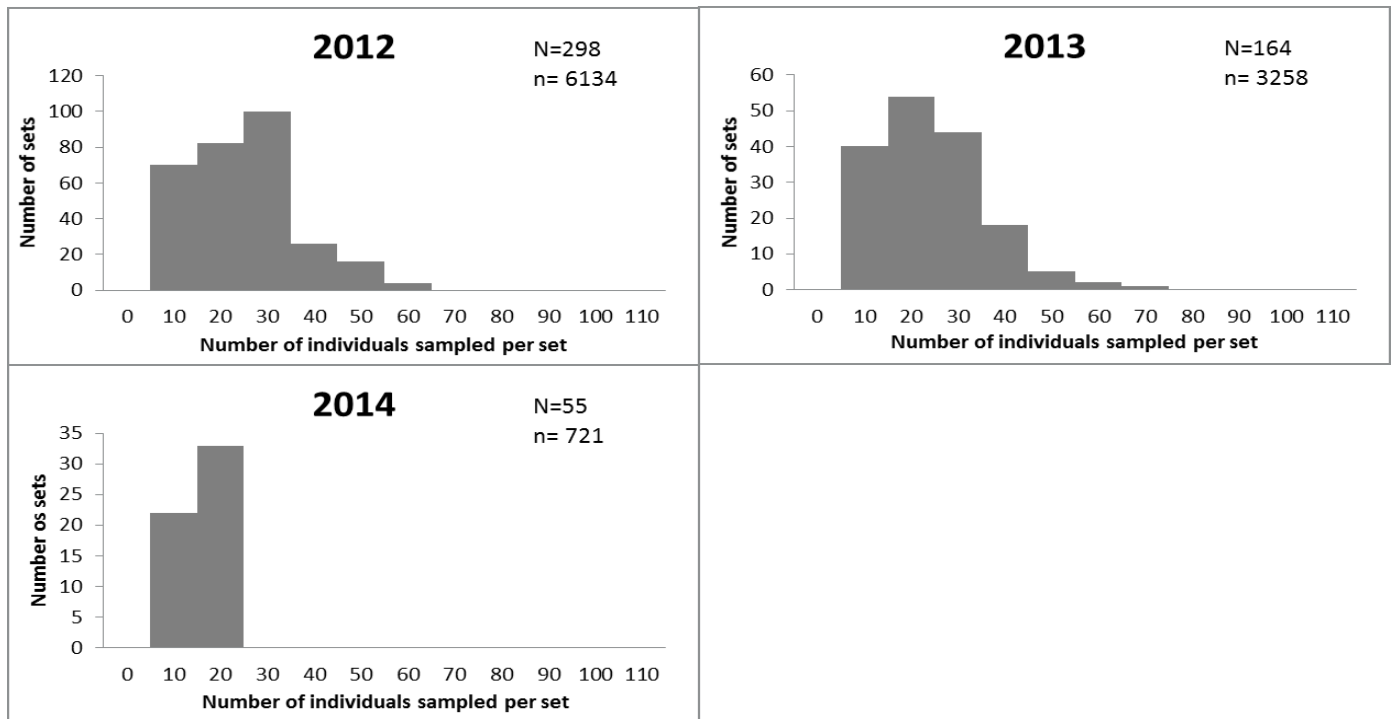 2012
N=298
n= 6134
Number of sets
120
100
80
60
40
20
0
0 10 20 30 40 50 60 70 80 90 100 110
Number of individuals sampled per set
2013
N=164
n= 3258
Number of sets
60
50
40
30
20
10
0
0 10 20 30 40 50 60 70 80 90 100 110
Number of individuals sampled per set
2014
N=55
n= 721
Number os sets
35
30
25
20
15
10
5
0
0 10 20 30 40 50 60 70 80 90 100 110
Number of individuals sampled per set